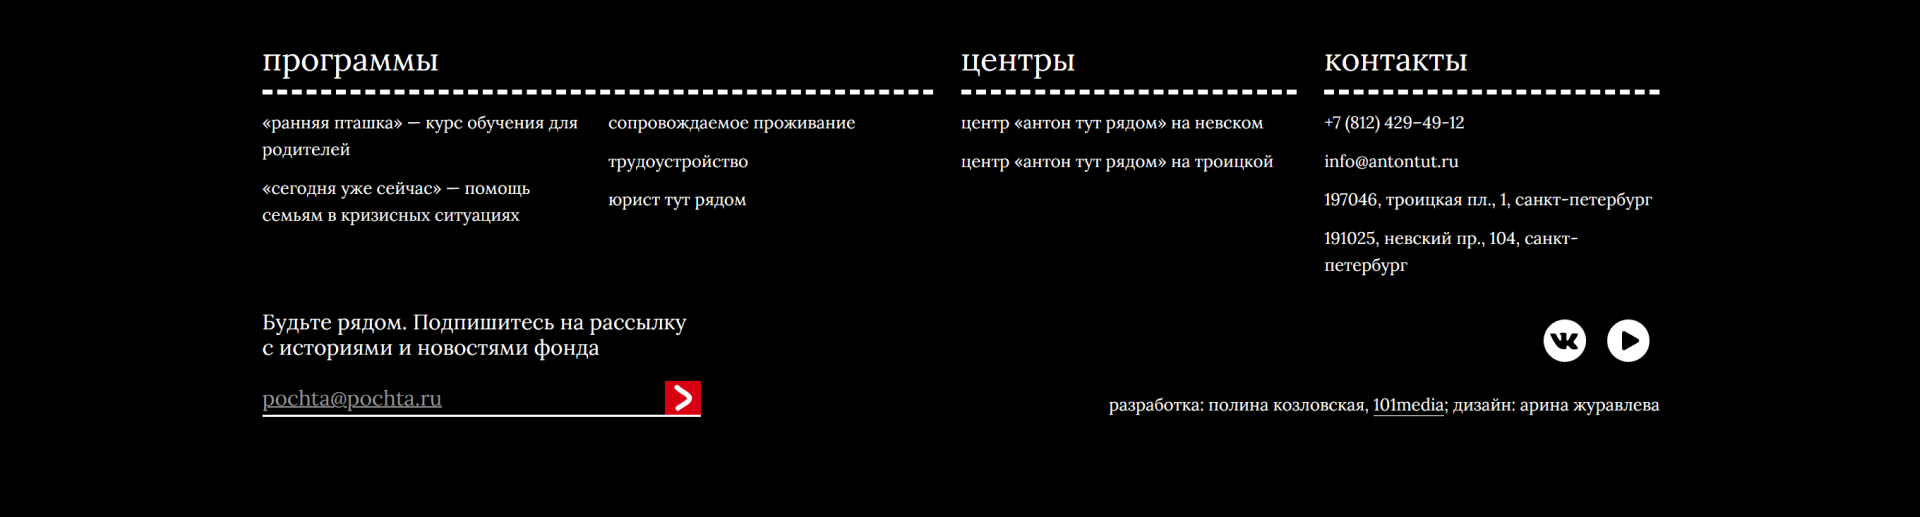 программы
«ранняя пташка» — курс обучения для
родителей
«сегодня уже сейчас» — помощь
семьям в кризисных ситуациях
сопровождаемое проживание
трудоустройство
юрист тут рядом
центры
центр «антон тут рядом» на невском
центр «антон тут рядом» на троицкой
контакты
+7 (812) 429–49-12
info@antontut.ru
197046, троицкая пл., 1, санкт-петербург
191025, невский пр., 104, санкт-
петербург
Будьте рядом. Подпишитесь на рассылку
с историями и новостями фонда
pochta@pochta.ru
разработка: полина козловская, 101media; дизайн: арина журавлева